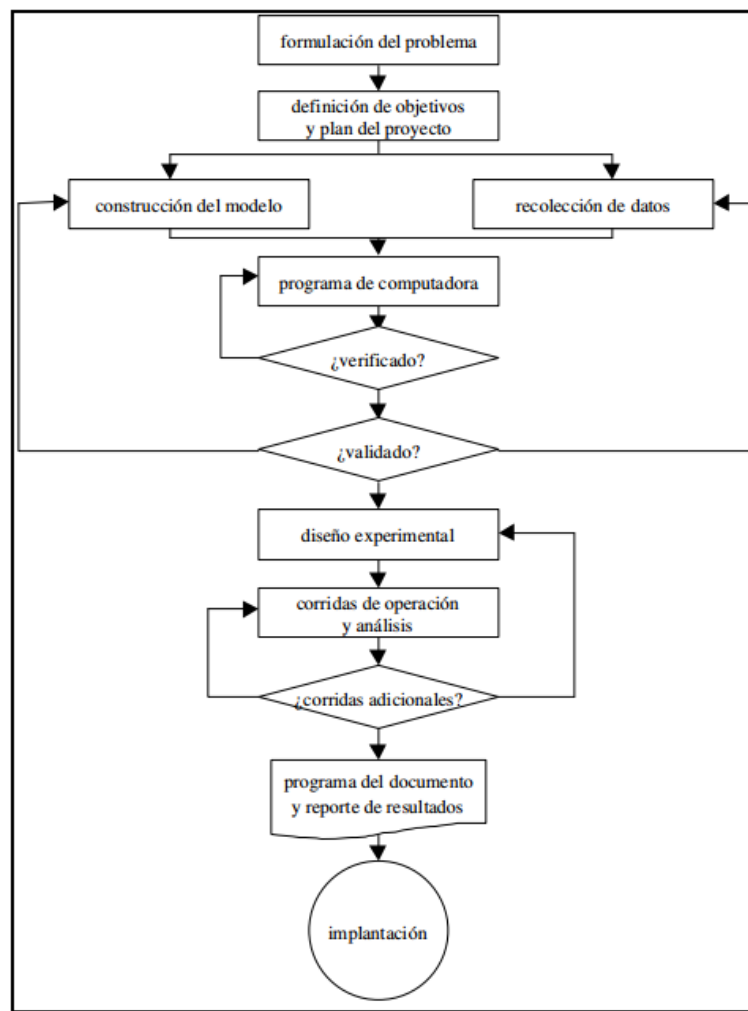 formulación del problema
definición de objetivos
y plan del proyecto
construcción del modelo
recolección de datos
programa de computadora
¿verificado?
¿validado?
diseño experimental
corridas de operación
y análisis
¿corridas adicionales?
programa del documento
y reporte de resultados
implantación